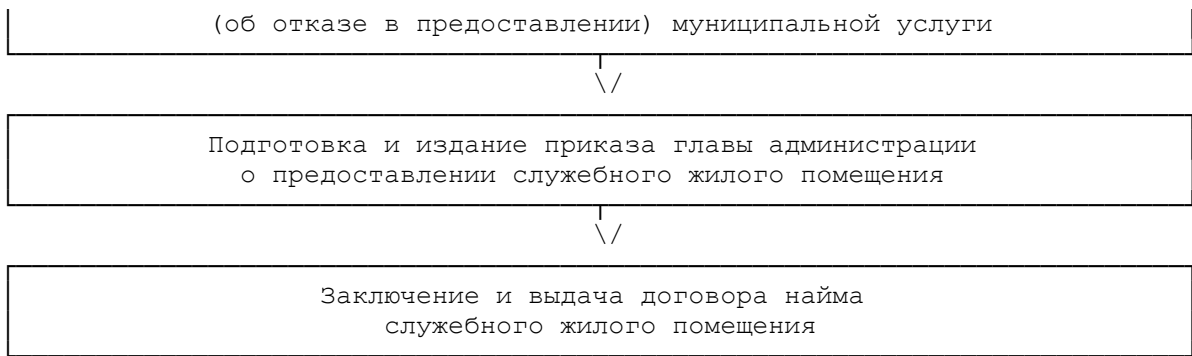 (об отказе в предоставлении) муниципальной услуги
\/
Подготовка и издание приказа главы администрации
о предоставлении служебного жилого помещения
\/
Заключение и выдача договора найма
служебного жилого помещения